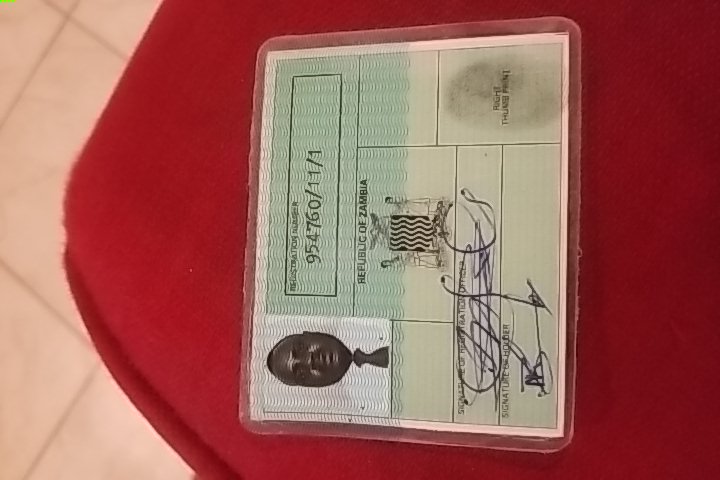 REGISTRATION NUMBER
954760/11/1
REPUBLIC OF ZAMBIA
SIGNATURE OF REGISTRATION OFFICER
SIGNATURE OF HOLDER
RIGHT
THUMB PRINT